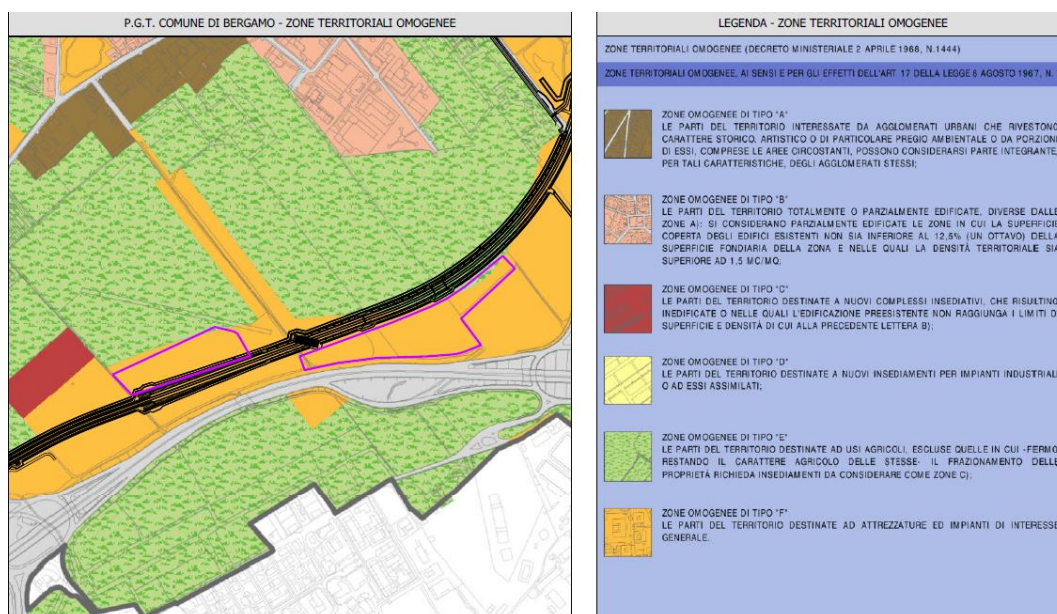 P.G.T. COMUNE DI BERGAMO - ZONE TERRITORIALI OMOGENEE
LEGENDA - ZONE TERRITORIALI OMOGENEE
ZONE TERRITORIALI OMOGENEE (DECRETO MINISTERIALE 2 APRILE 1968, N.1444)
ZONE TERRITORIALI OMOGENEE, AI SENSI E PER GLI EFFETTI DELL'ART. 17 DELLA LEGGE 6 AGOSTO 1967, N.
ZONE OMOGENEE DI TIPO "A"
LE PARTI DEL TERRITORIO INTERESSATE DA AGGLOMERATI URBANI CHE RIVESTONO
CARATTERE STORICO, ARTISTICO O DI PARTICOLARE PREGIO AMBIENTALE O DA PORZIONI
DI ESSI, COMPRESE LE AREE CIRCOSTANTI, POSSONO CONSIDERARSI PARTE INTEGRANTE,
PER TALI CARATTERISTICHE, DEGLI AGGLOMERATI STESSI;
ZONE OMOGENEE DI TIPO "B"
LE PARTI DEL TERRITORIO TOTALMENTE O PARZIALMENTE EDIFICATE, DIVERSE DALLE
ZONE A): SI CONSIDERANO PARZIALMENTE EDIFICATE LE ZONE IN CUI LA SUPERFICIE
COPERTA DEGLI EDIFICI ESISTENTI NON SIA INFERIORE AL 12,5% (UN OTTAVO) DELLA
SUPERFICIE FONDIARIA DELLA ZONA E NELLE QUALI LA DENSITÀ TERRITORIALE SIA
SUPERIORE AD 1,5 MC/MQ;
ZONE OMOGENEE DI TIPO "C"
LE PARTI DEL TERRITORIO DESTINATE A NUOVI COMPLESSI INSEDIATIVI, CHE RISULTINO
INEDIFICATE O NELLE QUALI L'EDIFICAZIONE PREESISTENTE NON RAGGIUNGA I LIMITI DI
SUPERFICIE E DENSITÀ DI CUI ALLA PRECEDENTE LETTERA B);
ZONE OMOGENEE DI TIPO "D"
LE PARTI DEL TERRITORIO DESTINATE A NUOVI INSEDIAMENTI PER IMPIANTI INDUSTRIALI
O AD ESSI ASSIMILATI;
ZONE OMOGENEE DI TIPO "E"
LE PARTI DEL TERRITORIO DESTINATE AD USI AGRICOLI, ESCLUSE QUELLE IN CUI -FERMO
RESTANDO IL CARATTERE AGRICOLO DELLE STESSE- IL FRAZIONAMENTO DELLE
PROPRIETÀ RICHIEDA INSEDIAMENTI DA CONSIDERARE COME ZONE C);
ZONE OMOGENEE DI TIPO "F"
LE PARTI DEL TERRITORIO DESTINATE AD ATTREZZATURE ED IMPIANTI DI INTERESSE
GENERALE.